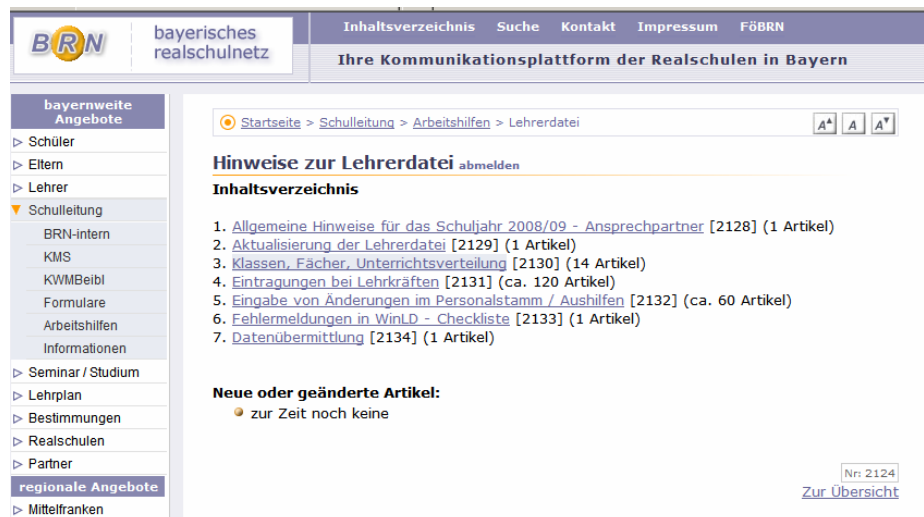 BRN
bayerisches
realschulnetz
Inhaltsverzeichnis Suche Kontakt Impressum FöBRN
Ihre Kommunikationsplattform der Realschulen in Bayern
bayernweite
Angebote
Schüler
Eltern
Lehrer
Schulleitung
BRN-intern
KMS
KWMBeibl
Formulare
Arbeitshilfen
Informationen
Seminar / Studium
Lehrplan
Bestimmungen
Realschulen
Partner
regionale Angebote
Mittelfranken
Startseite > Schulleitung > Arbeitshilfen > Lehrerdatei
A A A
Hinweise zur Lehrerdatei abmelden
Inhaltsverzeichnis
1. Allgemeine Hinweise für das Schuljahr 2008/09 - Ansprechpartner [2128] (1 Artikel)
2. Aktualisierung der Lehrerdatei [2129] (1 Artikel)
3. Klassen, Fächer, Unterrichtsverteilung [2130] (14 Artikel)
4. Eintragungen bei Lehrkräften [2131] (ca. 120 Artikel)
5. Eingabe von Änderungen im Personalstamm / Aushilfen [2132] (ca. 60 Artikel)
6. Fehlermeldungen in WinLD - Checkliste [2133] (1 Artikel)
7. Datenübermittlung [2134] (1 Artikel)
Neue oder geänderte Artikel:
zur Zeit noch keine
Nr: 2124
Zur Übersicht